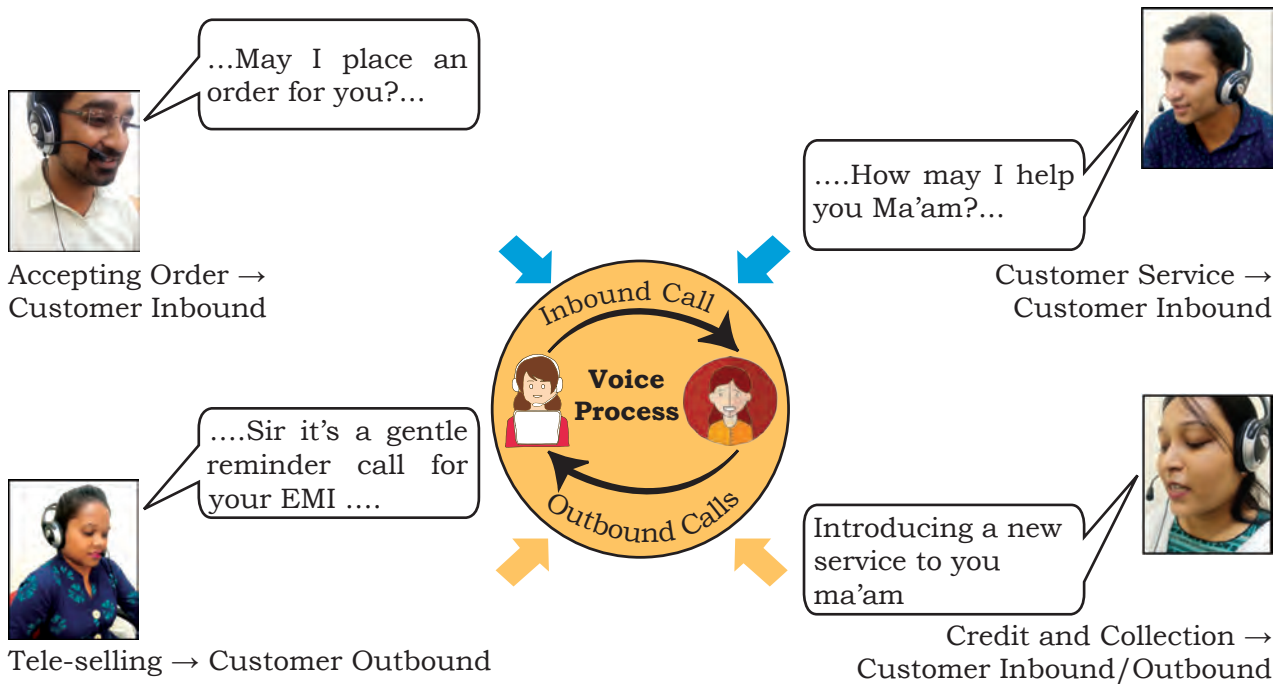 …May I place an
order for you?…
Accepting Order →
Customer Inbound
….How may I help
you Ma’am?…
Customer Service →
Customer Inbound
Inbound Call
Voice
Process
Outbound Calls
….Sir it’s a gentle
reminder call for
your EMI ….
Tele-selling → Customer Outbound
Introducing a new
service to you
ma’am
Credit and Collection →
Customer Inbound/Outbound